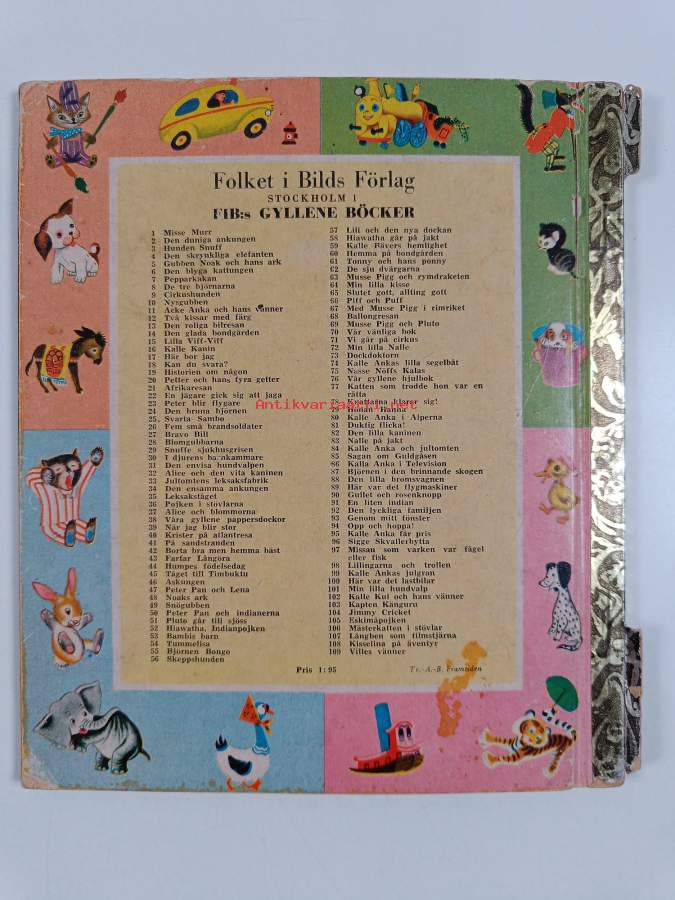 Folket i Bilds Förlag
STOCKHOLM 1
FIB:s GYLLENE BÖCKER
1 Misse Murr
2 Den duniga ankungen
3 Hunden Snuff
4 Den skrynkliga elefanten
5 Gubben Noak och hans ark
6 Den blyga kattungen
7 Pepparkakan
8 De tre björnarna
9 Cirkushunden
10 Nysgubben
11 Acke Anka och hans vänner
12 Två kissar med färg
13 Den roliga bilresan
14 Den glada bondgården
15 Lilla Viff-Viff
16 Kalle Kanin
17 Här bor jag
18 Kan du svara?
19 Historien om någon
20 Petter och hans fyra getter
21 Afrikaresan
22 En jägare gick sig att jaga
23 Peter blir flygare
24 Den bruna björnen
25 Svarta Sambo
26 Fem små brandsoldater
27 Bravo Bill
28 Blomgubbarna
29 Snuffe sjukhusgrisen
30 I djurens barnkammare
31 Den envisa hundvalpen
32 Alice och den vita kaninen
33 Jultomtens leksaksfabrik
34 Den ensamma ankungen
35 Leksakståget
36 Pojken i stövlarna
37 Alice och blommorna
38 Våra gyllene pappersdockor
39 När jag blir stor
40 Krister på atlantresa
41 På sandstranden
42 Borta bra men hemma bäst
43 Farfar Långöra
44 Humpes födelsedag
45 Tåget till Timbuktu
46 Askungen
47 Peter Pan och Lena
48 Noaks ark
49 Snögubben
50 Peter Pan och indianerna
51 Pluto går till sjöss
52 Hiawatha, Indianpojken
53 Bambis barn
54 Tummelisa
55 Björnen Bongo
56 Skeppshunden
57 Lili och den nya dockan
58 Hiawatha går på jakt
59 Kalle Bävers hemlighet
60 Hemma på bondgården
61 Tonny och hans ponny
62 De sju dvärgarna
63 Musse Pigg och rymdraketen
64 Min lilla kisse
65 Slutet gott, allting gott
66 Piff och Puff
67 Med Musse Pigg i rimriket
68 Ballongresan
69 Musse Pigg och Pluto
70 Vår vänliga bok
71 Vi går på cirkus
72 Min lilla Nalle
73 Dockdoktorn
74 Kalle Ankas lilla segelbåt
75 Nasse Nöffs Kalas
76 Vår gyllene hjulbok
77 Katten som trodde hon var en
råtta
78 Knattarna klarar sig!
79 Hönan Hanna
80 Kalle Anka i Alperna
81 Duktig flicka!
82 Den lilla kaninen
83 Nalle på jakt
84 Kalle Anka och jultomten
85 Sagan om Guldgåsen
86 Kalla Anka i Television
87 Björnen i den brinnande skogen
88 Den lilla bromsvagnen
89 Här var det flygmaskiner
90 Gullet och rosenknopp
91 En liten indian
92 Den lyckliga familjen
93 Genom mitt fönster
94 Opp och hoppa!
95 Kalle Anka får pris
96 Sigge Skvallerbytta
97 Missau som varken var fågel
eller fisk
98 Lillingarna och trollen
99 Kalle Ankas julgran
100 Här var det lastbilar
101 Min lilla hundvalp
102 Kalle Kul och hans vänner
103 Kapten Känguru
104 Jimmy Cricket
105 Eskimåpojken
106 Mästerkatten i stövlar
107 Långben som filmstjärna
108 Kisselina på äventyr
109 Villes vänner
Pris 1:95
Tr.-A.-B. Framtiden
Antikvariaatti.net